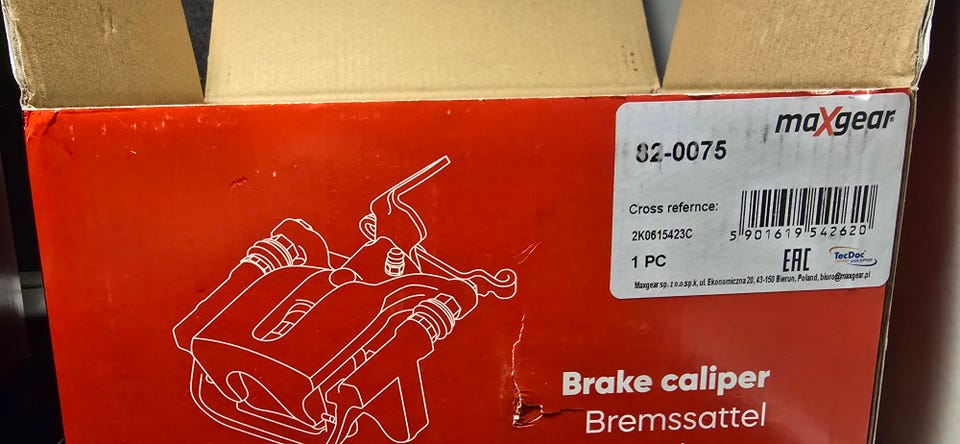 maXgear
82-0075
Cross refernce:
2K0615423C
5 901619 542620
1 PC
EAC
TecDoc
Maxgear sp. z o.o.sp.k, ul. Ekonomiczna 20, 43-150 Bierun, Poland, biuro@maxgear.pl
Brake caliper
Bremssattel